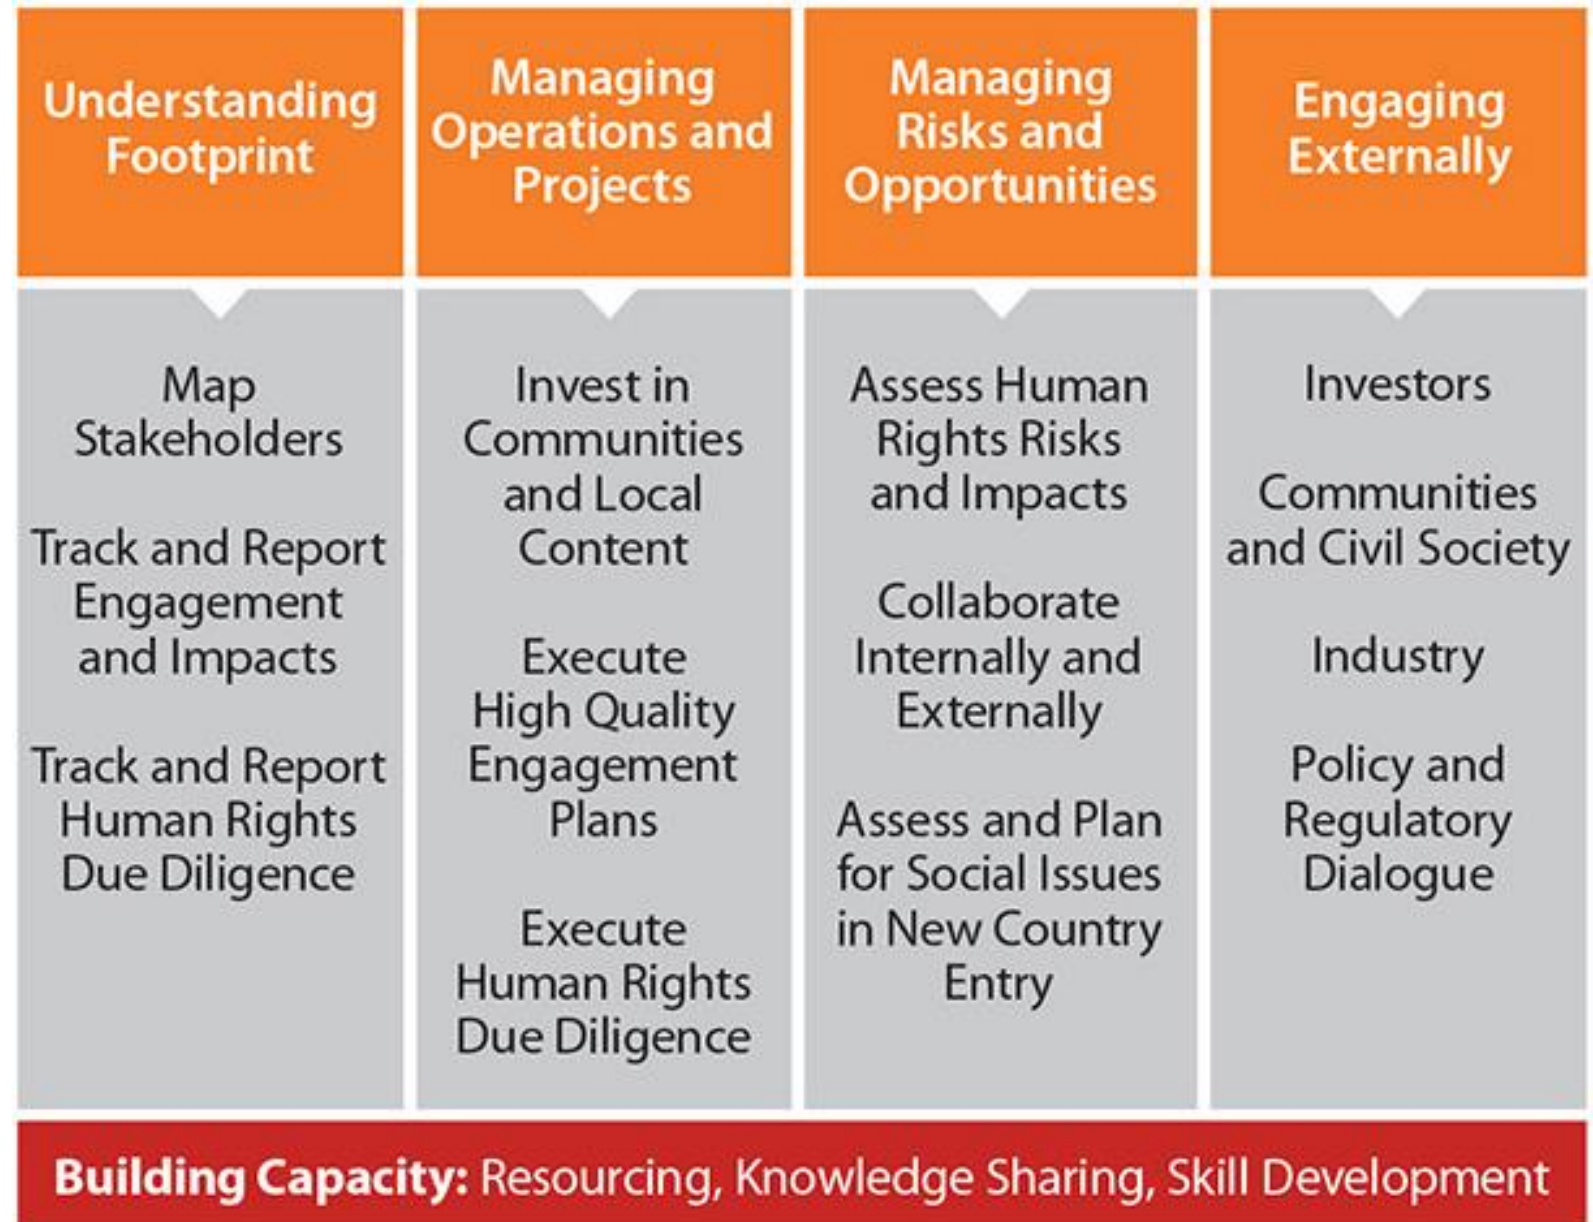 Understanding
Footprint
Map
Stakeholders
Track and Report
Engagement
and Impacts
Track and Report
Human Rights
Due Diligence
Managing
Operations and
Projects
Invest in
Communities
and Local
Content
Execute
High Quality
Engagement
Plans
Execute
Human Rights
Due Diligence
Managing
Risks and
Opportunities
Assess Human
Rights Risks
and Impacts
Collaborate
Internally and
Externally
Assess and Plan
for Social Issues
in New Country
Entry
Engaging
Externally
Investors
Communities
and Civil Society
Industry
Policy and
Regulatory
Dialogue
Building Capacity: Resourcing, Knowledge Sharing, Skill Development